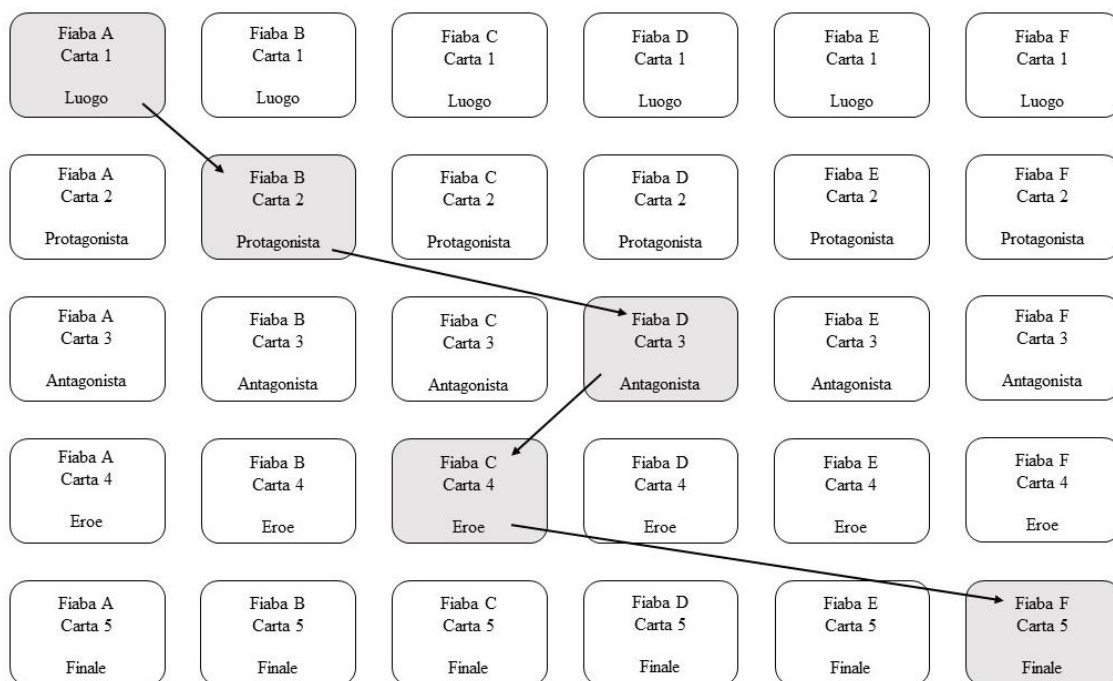 Fiaba A
Carta 1
Luogo
Fiaba B
Carta 1
Luogo
Fiaba C
Carta 1
Luogo
Fiaba D
Carta 1
Luogo
Fiaba E
Carta 1
Luogo
Fiaba F
Carta 1
Luogo
Fiaba A
Carta 2
Protagonista
Fiaba B
Carta 2
Protagonista
Fiaba C
Carta 2
Protagonista
Fiaba D
Carta 2
Protagonista
Fiaba E
Carta 2
Protagonista
Fiaba F
Carta 2
Protagonista
Fiaba A
Carta 3
Antagonista
Fiaba B
Carta 3
Antagonista
Fiaba C
Carta 3
Antagonista
Fiaba D
Carta 3
Antagonista
Fiaba E
Carta 3
Antagonista
Fiaba F
Carta 3
Antagonista
Fiaba A
Carta 4
Eroe
Fiaba B
Carta 4
Eroe
Fiaba C
Carta 4
Eroe
Fiaba D
Carta 4
Eroe
Fiaba E
Carta 4
Eroe
Fiaba F
Carta 4
Eroe
Fiaba A
Carta 5
Finale
Fiaba B
Carta 5
Finale
Fiaba C
Carta 5
Finale
Fiaba D
Carta 5
Finale
Fiaba E
Carta 5
Finale
Fiaba F
Carta 5
Finale